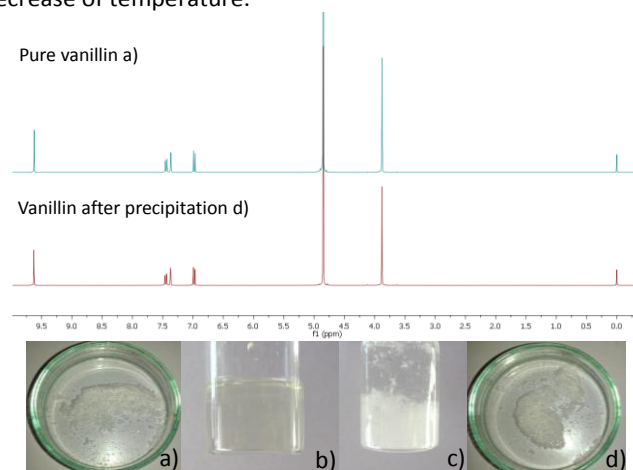 ecrease of temperature.
Pure vanillin a)
Vanillin after precipitation d)
9.5 9.0 8.5 8.0 7.5 7.0 6.5 6.0 5.5 5.0 4.5 4.0 3.5 3.0 2.5 2.0 1.5 1.0 0.5 0.0
f1 (ppm)
a) b) c) d)